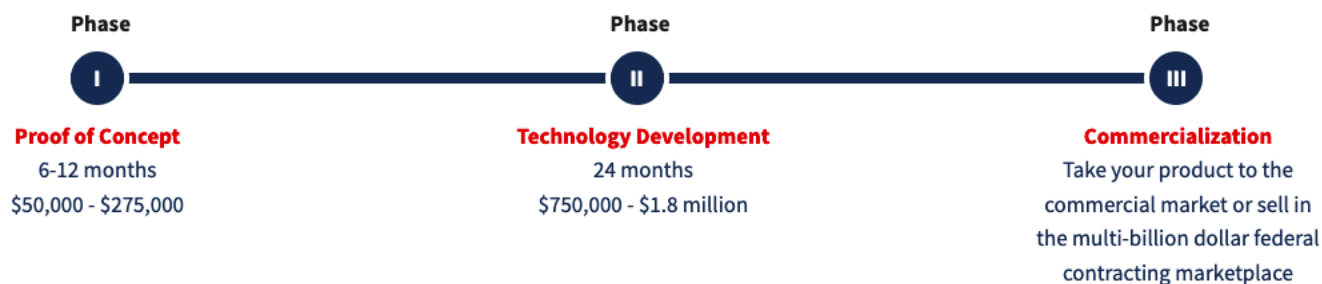 Phase
I
Proof of Concept
6-12 months
$50,000 - $275,000
Phase
II
Technology Development
24 months
$750,000 - $1.8 million
Phase
III
Commercialization
Take your product to the
commercial market or sell in
the multi-billion dollar federal
contracting marketplace